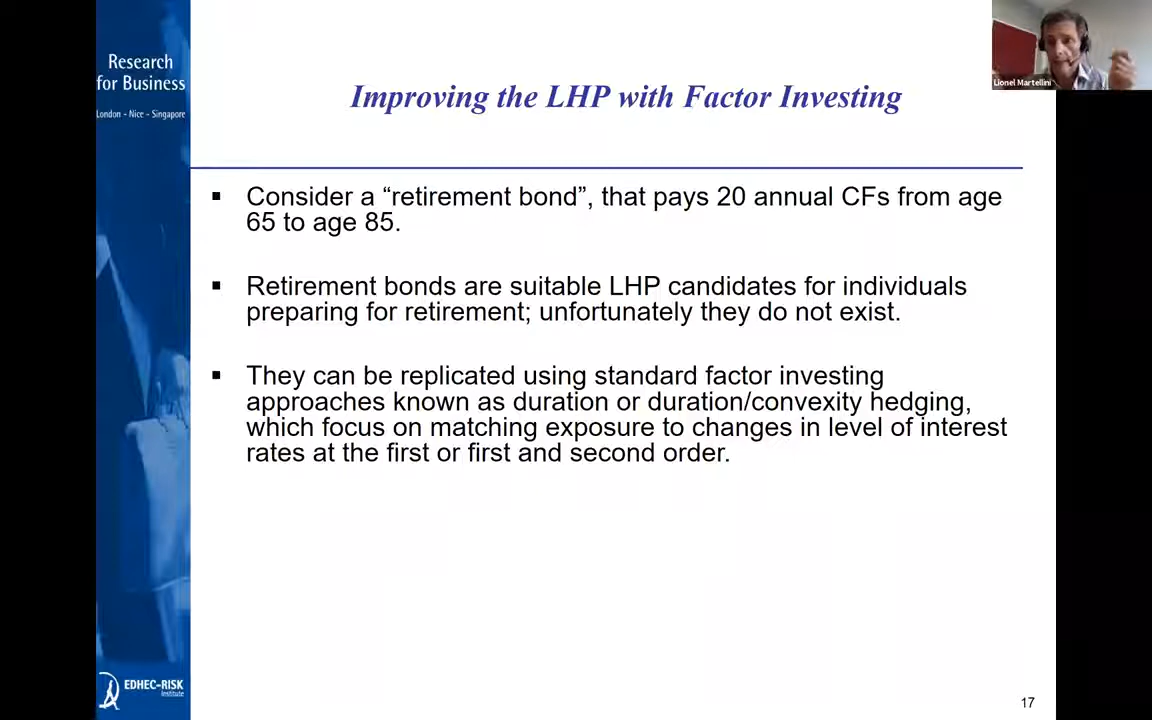 Research
for Business
London - Nice - Singapore
Lionel Martellini
Improving the LHP with Factor Investing
▪ Consider a “retirement bond”, that pays 20 annual CFs from age
65 to age 85.
▪ Retirement bonds are suitable LHP candidates for individuals
preparing for retirement; unfortunately they do not exist.
▪ They can be replicated using standard factor investing
approaches known as duration or duration/convexity hedging,
which focus on matching exposure to changes in level of interest
rates at the first or first and second order.
EDHEC-RISK
Institute
17